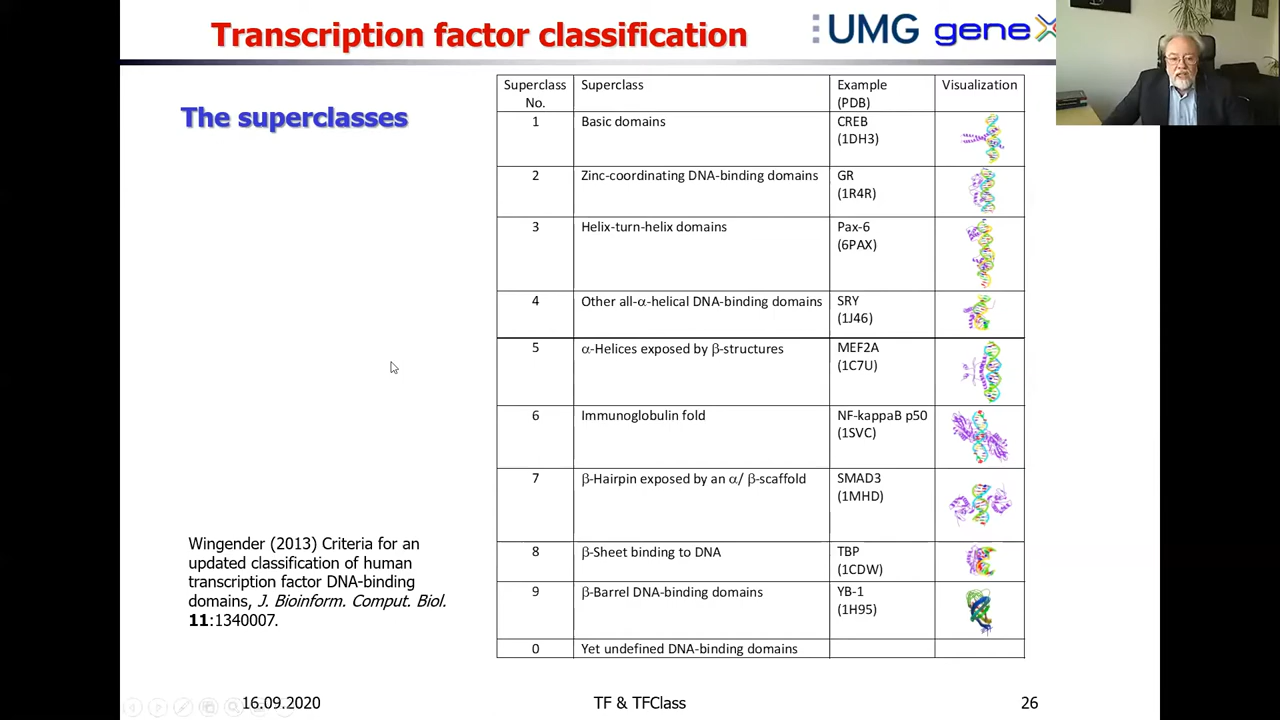 Transcription factor classification
UMG geneX
The superclasses
Superclass No. Superclass Example (PDB) Visualization
1 Basic domains CREB (1DH3)
2 Zinc-coordinating DNA-binding domains GR (1R4R)
3 Helix-turn-helix domains Pax-6 (6PAX)
4 Other all-α-helical DNA-binding domains SRY (1J46)
5 α-Helices exposed by β-structures MEF2A (1C7U)
6 Immunoglobulin fold NF-kappaB p50 (1SVC)
7 β-Hairpin exposed by an α/ β-scaffold SMAD3 (1MHD)
8 β-Sheet binding to DNA TBP (1CDW)
9 β-Barrel DNA-binding domains YB-1 (1H95)
0 Yet undefined DNA-binding domains
Wingender (2013) Criteria for an
updated classification of human
transcription factor DNA-binding
domains, J. Bioinform. Comput. Biol.
11:1340007.
16.09.2020 TF & TFClass 26